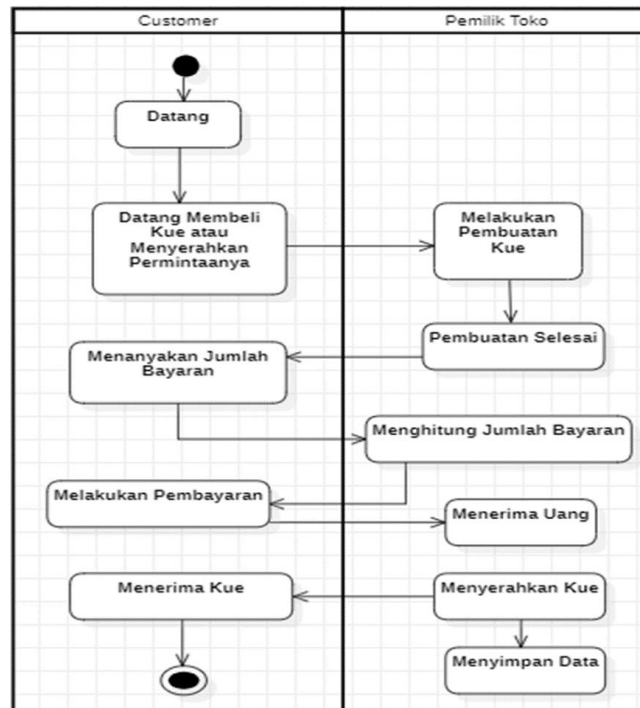 Customer
Pemilik Toko
Datang
Datang Membeli
Kue atau
Menyerahkan
Permintaanya
Melakukan
Pembuatan
Kue
Pembuatan Selesai
Menanyakan Jumlah
Bayaran
Menghitung Jumlah Bayaran
Melakukan Pembayaran
Menerima Uang
Menyerahkan Kue
Menerima Kue
Menyimpan Data